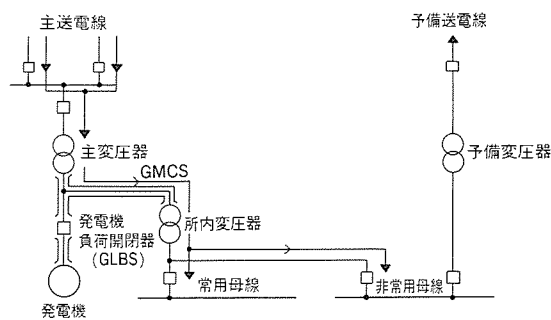 主送電線
予備送電線
主変圧器
予備変圧器
GMCS
発電機
負荷開閉器
(GLBS)
所内変圧器
発電機
常用母線
非常用母線